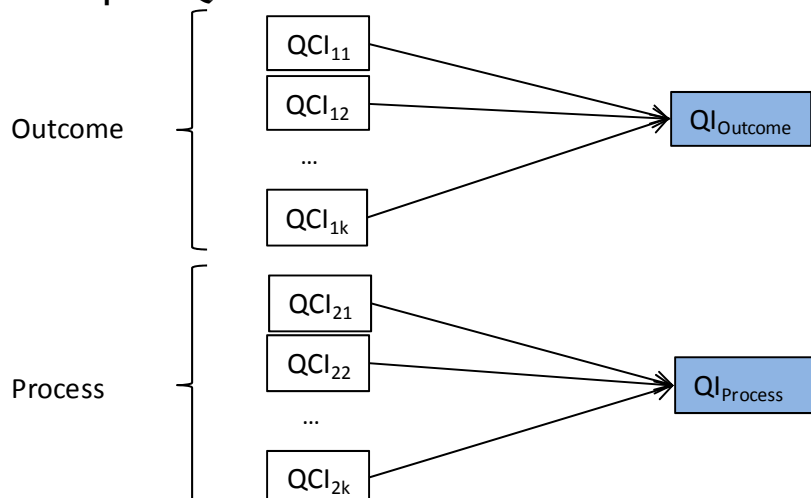 QCI11
QCI12
Outcome
QIOutcome
...
QCI1k
QCI21
QCI22
Process
QIProcess
...
QCI2k